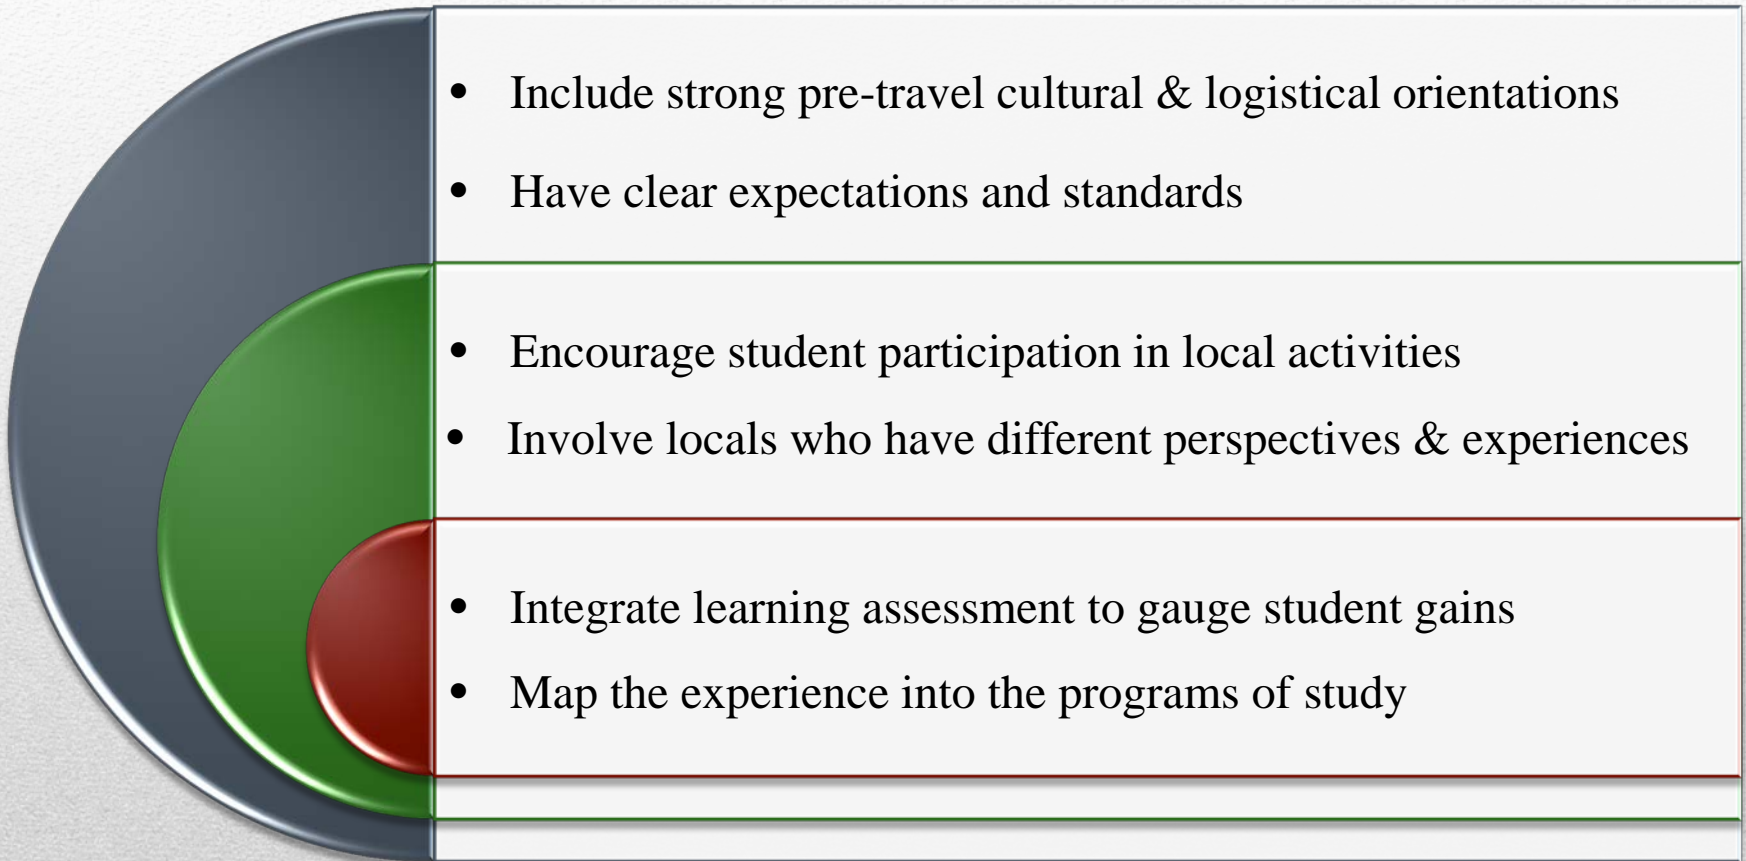 • Include strong pre-travel cultural & logistical orientations
• Have clear expectations and standards
• Encourage student participation in local activities
• Involve locals who have different perspectives & experiences
• Integrate learning assessment to gauge student gains
• Map the experience into the programs of study